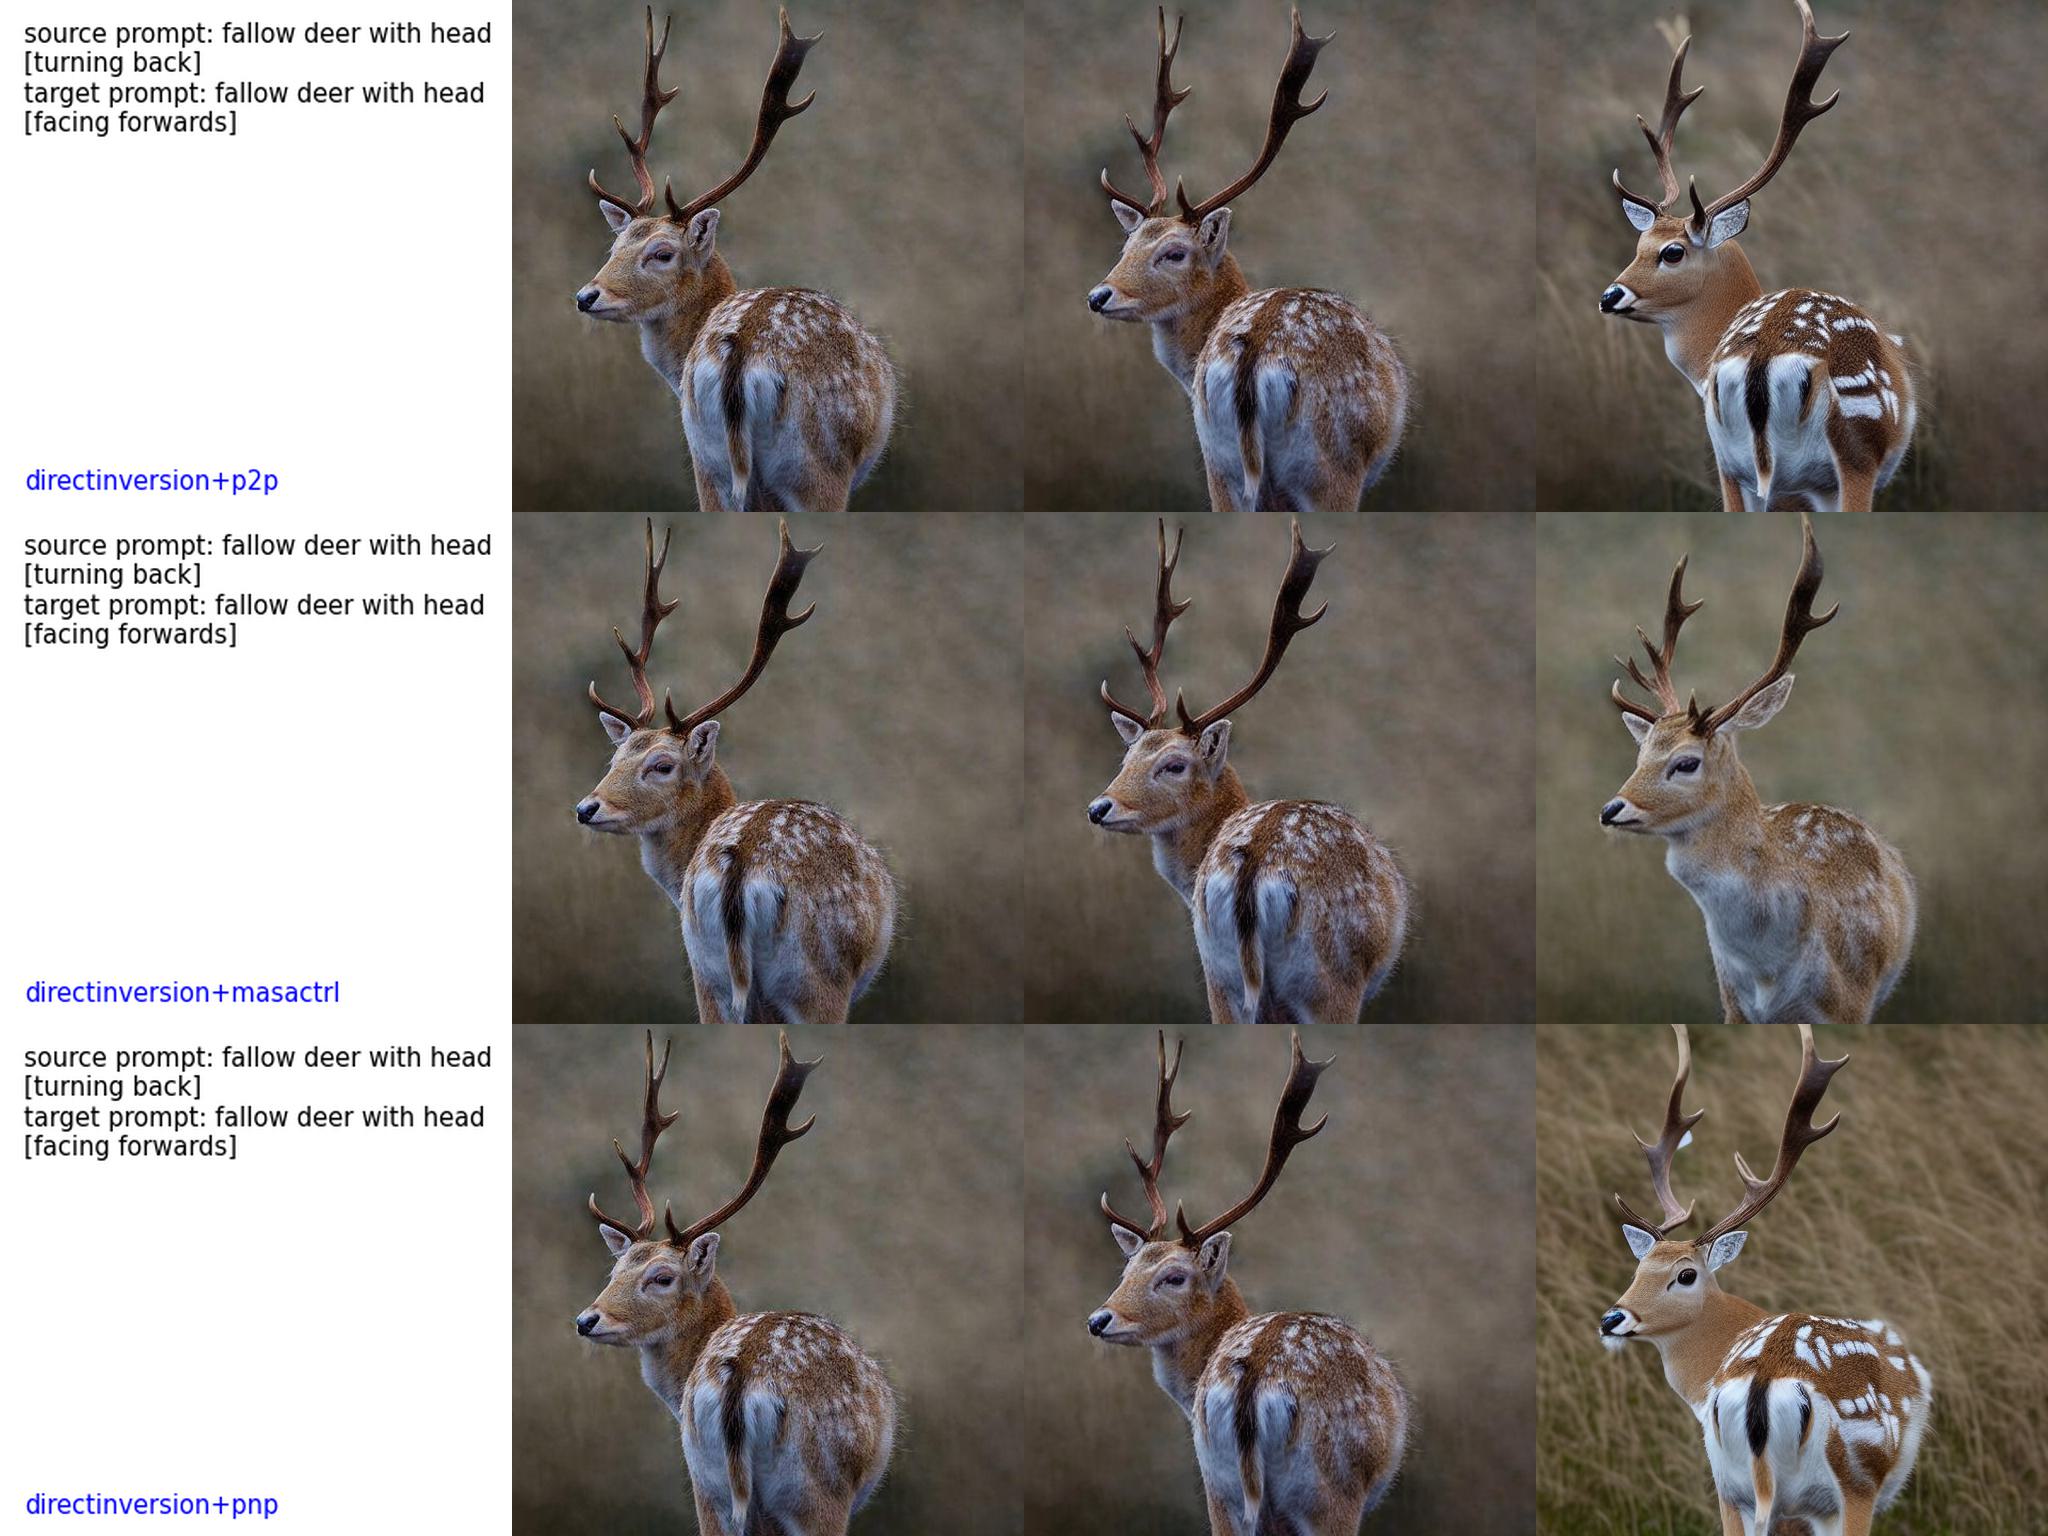 source prompt: fallow deer with head
[turning back]
target prompt: fallow deer with head
[facing forwards]
directinversion+p2p
source prompt: fallow deer with head
[turning back]
target prompt: fallow deer with head
[facing forwards]
directinversion+masactrl
source prompt: fallow deer with head
[turning back]
target prompt: fallow deer with head
[facing forwards]
directinversion+pnp